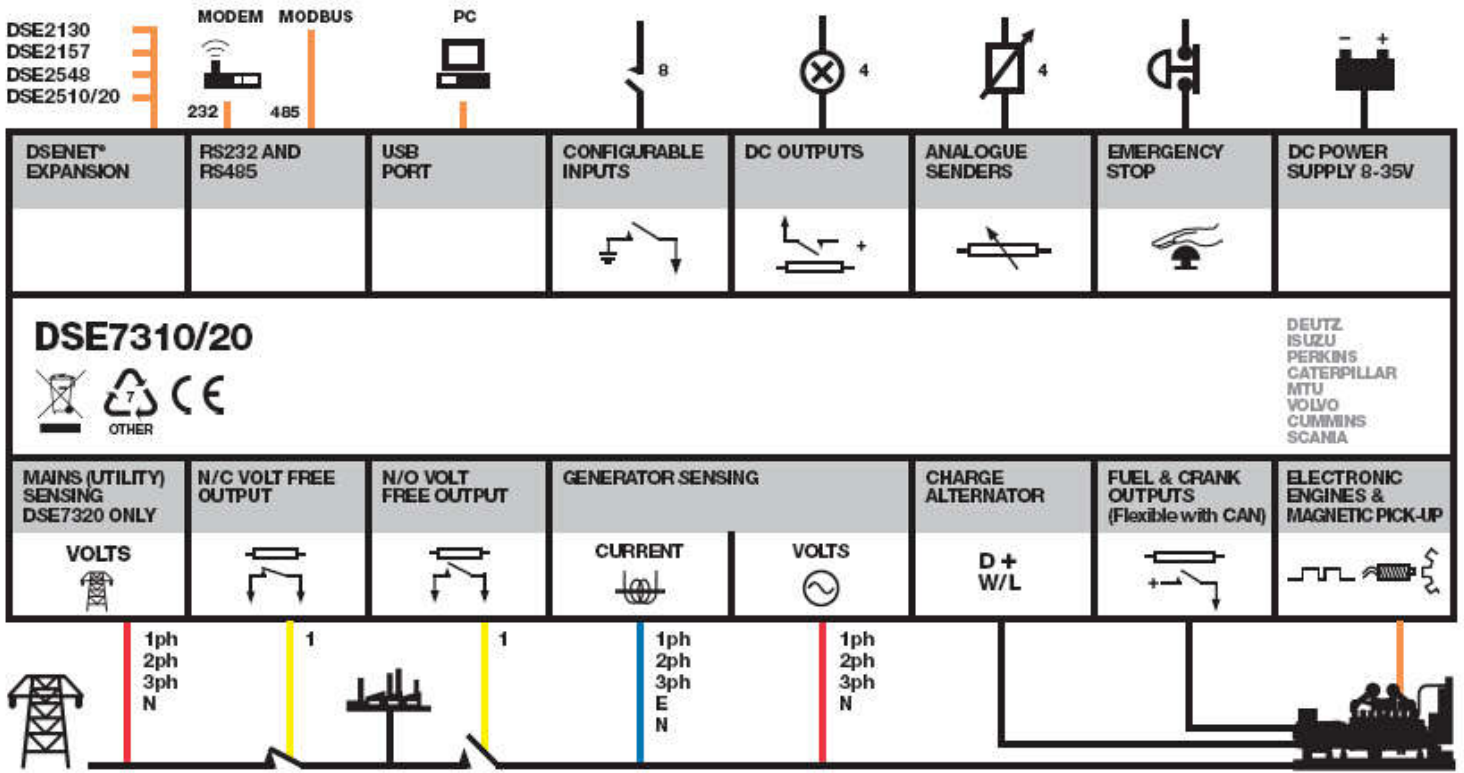 MODEM MODBUS PC
DSE2130
DSE2157
DSE2548
DSE2510/20
232 485
8
4
4
- +
DSENET®
EXPANSION
RS232 AND
RS485
USB
PORT
CONFIGURABLE
INPUTS
DC OUTPUTS
ANALOGUE
SENDERS
EMERGENCY
STOP
DC POWER
SUPPLY 8-35V
+
DSE7310/20
7
OTHER
CE
DEUTZ
ISUZU
PERKINS
CATERPILLAR
MTU
VOLVO
CUMMINS
SCANIA
MAINS (UTILITY)
SENSING
DSE7320 ONLY
VOLTS
N/C VOLT FREE
OUTPUT
N/O VOLT
FREE OUTPUT
GENERATOR SENSING
CURRENT
VOLTS
CHARGE
ALTERNATOR
D +
W/L
FUEL & CRANK
OUTPUTS
(Flexible with CAN)
+
ELECTRONIC
ENGINES &
MAGNETIC PICK-UP
1ph
2ph
3ph
N
1
1
1ph
2ph
3ph
E
N
1ph
2ph
3ph
N